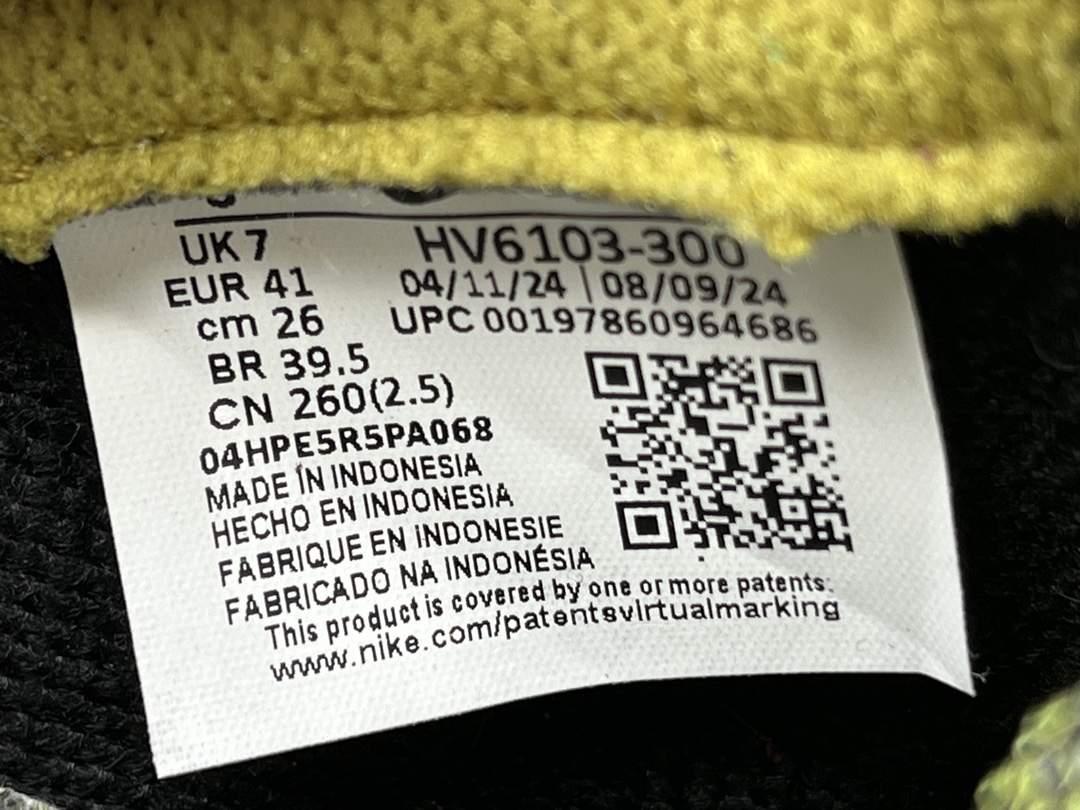 UK 7
EUR 41
cm 26
BR 39.5
CN 260(2.5)
04HPE5R5PA068
MADE IN INDONESIA
HECHO EN INDONESIA
FABRIQUE EN INDONESIE
FABRICADO NA INDONÉSIA
This product is covered by one or more patents.
www.nike.com/patentsvirtualmarking
HV6103-300
04/11/24 | 08/09/24
UPC 001978609646​86